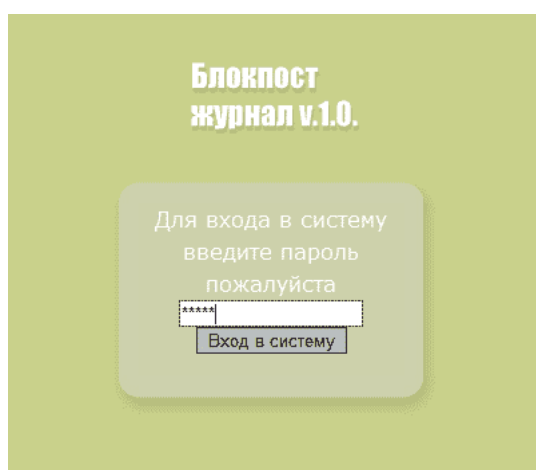 Блокпост
журнал v.1.0.
Для входа в систему
введите пароль
пожалуйста
*****
Вход в систему